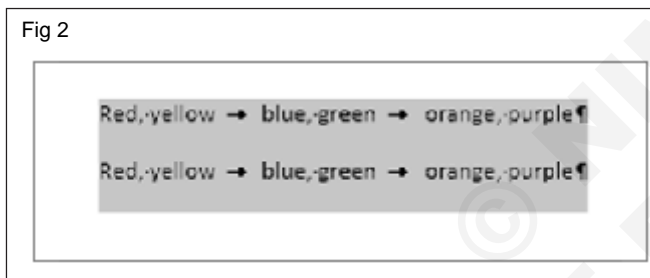 Fig 2
Red,·yellow → blue,·green → orange,·purple¶
Red,·yellow → blue,·green → orange,·purple¶
©